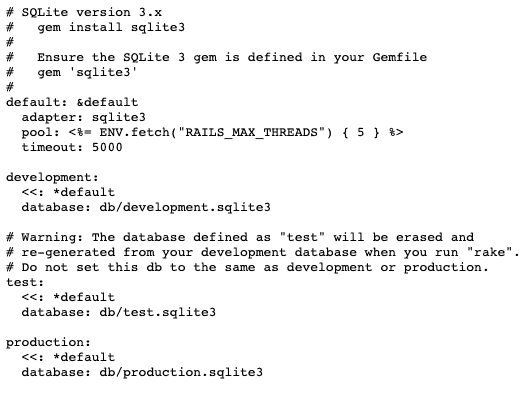 # SQLite version 3.x
#   gem install sqlite3
#
#   Ensure the SQLite 3 gem is defined in your Gemfile
#   gem 'sqlite3'
#
default: &default
  adapter: sqlite3
  pool: <%= ENV.fetch("RAILS_MAX_THREADS") { 5 } %>
  timeout: 5000

development:
  <<: *default
  database: db/development.sqlite3

# Warning: The database defined as "test" will be erased and
# re-generated from your development database when you run "rake".
# Do not set this db to the same as development or production.
test:
  <<: *default
  database: db/test.sqlite3

production:
  <<: *default
  database: db/production.sqlite3